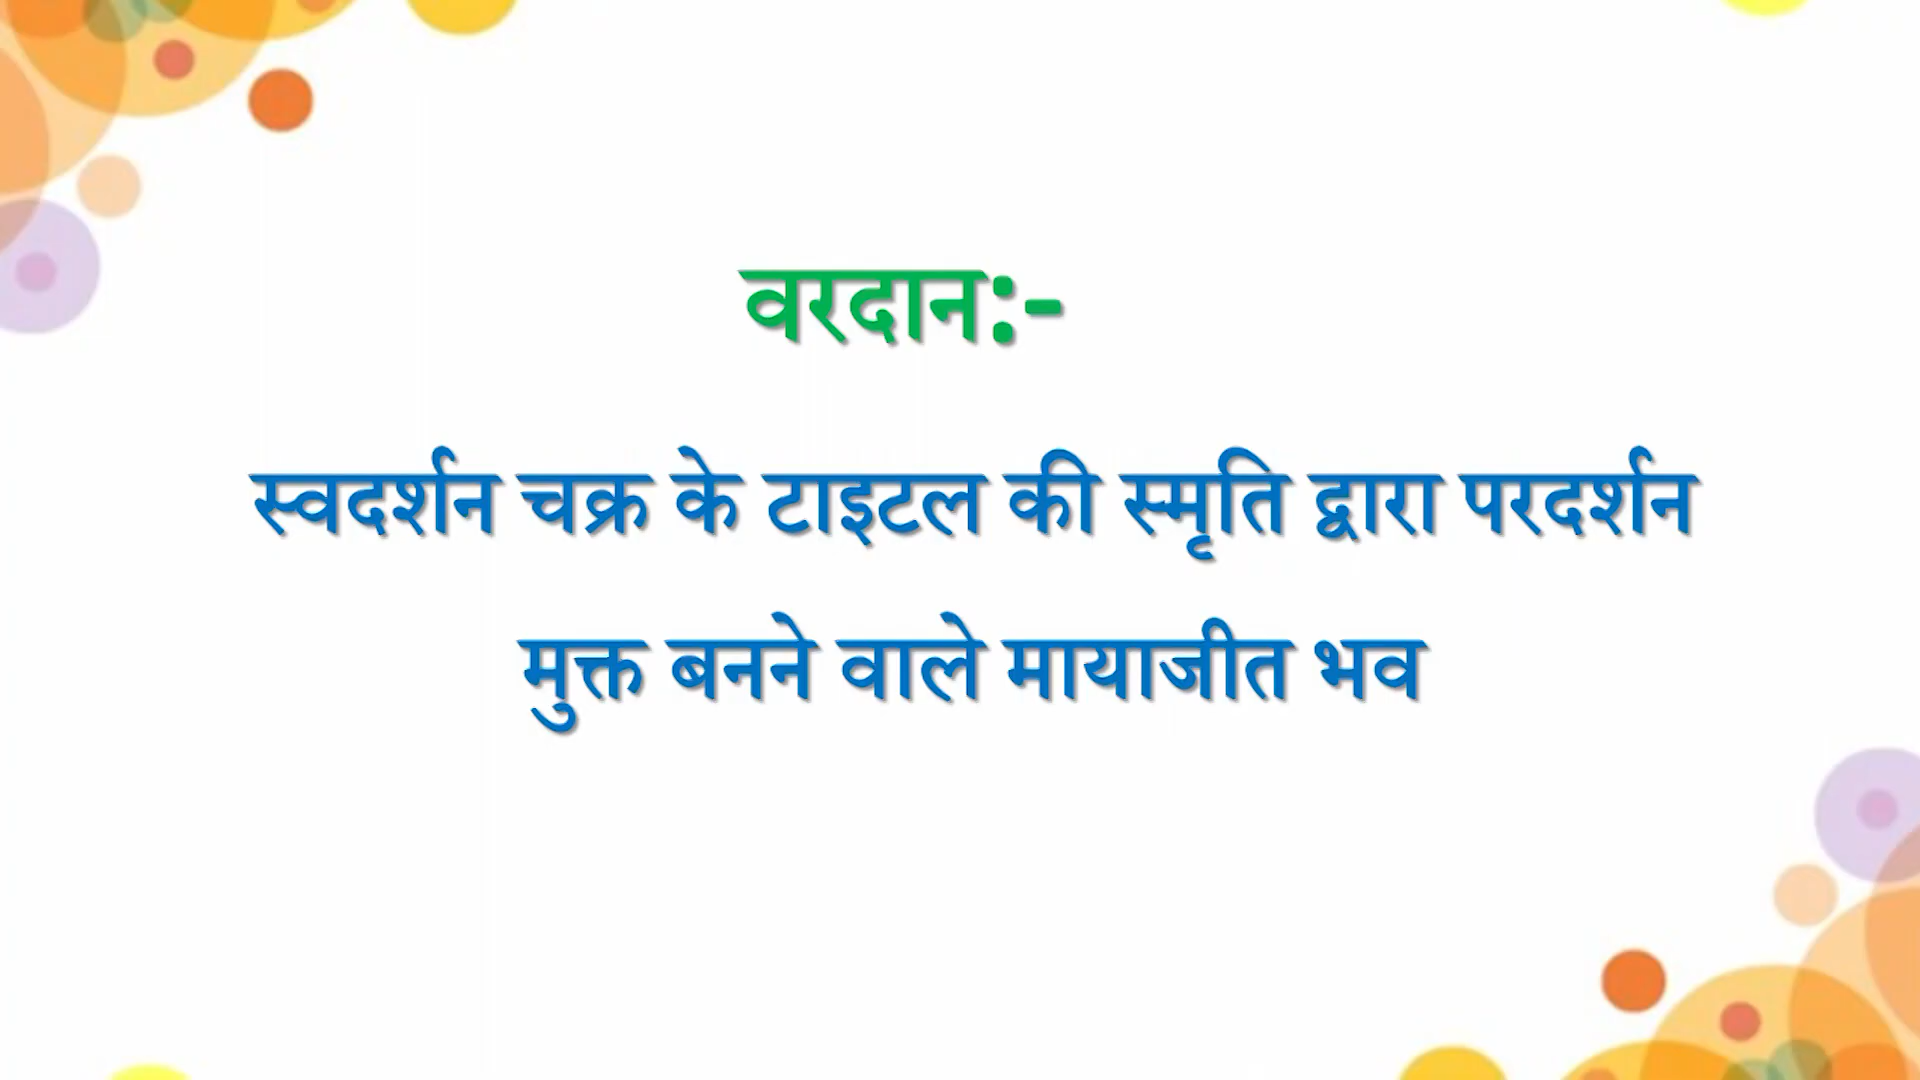 वरदान:-
स्वदर्शन चक्र के टाइटल की स्मृति द्वारा परदर्शन
मुक्त बनने वाले मायाजीत भव